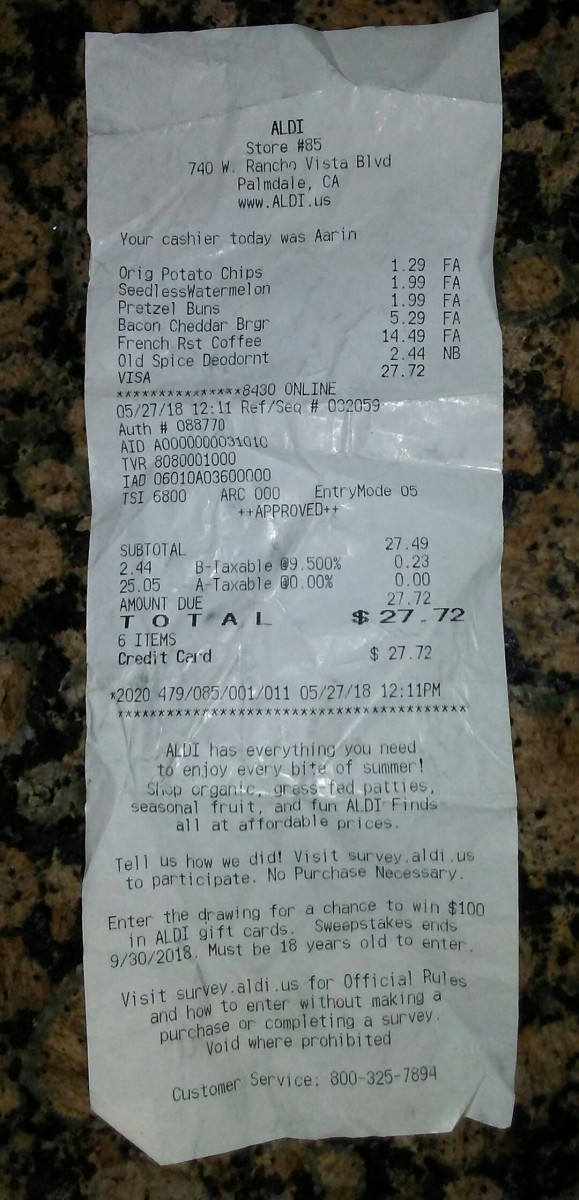 ALDI
Store #85
740 W. Rancho Vista Blvd
Palmdale, CA
www.ALDI.us
Your cashier today was Aarin
Orig Potato Chips 1.29 FA
SeedlessWatermelon 1.99 FA
Pretzel Buns 1.99 FA
Bacon Cheddar Brgr 5.29 FA
French Rst Coffee 14.49 FA
Old Spice Deodornt 2.44 NB
VISA 27.72
***************8430 ONLINE
05/27/18 12:11 Ref/Seq # 032059
Auth # 088770
AID A0000000031010
TVR 8080001000
IAD 06010A03600000
TSI 6800 ARC 000 EntryMode 05
++APPROVED++
SUBTOTAL 27.49
2.44 B-Taxable @9.500% 0.23
25.05 A-Taxable @0.00% 0.00
AMOUNT DUE 27.72
T O T A L $ 27.72
6 ITEMS
Credit Card $ 27.72
*2020 479/085/001/011 05/27/18 12:11PM
******************************************
ALDI has everything you need
to enjoy every bite of summer!
Shop organic, grass-fed patties,
seasonal fruit, and fun ALDI Finds
all at affordable prices.
Tell us how we did! Visit survey.aldi.us
to participate. No Purchase Necessary.
Enter the drawing for a chance to win $100
in ALDI gift cards. Sweepstakes ends
9/30/2018. Must be 18 years old to enter.
Visit survey.aldi.us for Official Rules
and how to enter without making a
purchase or completing a survey.
Void where prohibited
Customer Service: 800-325-7894